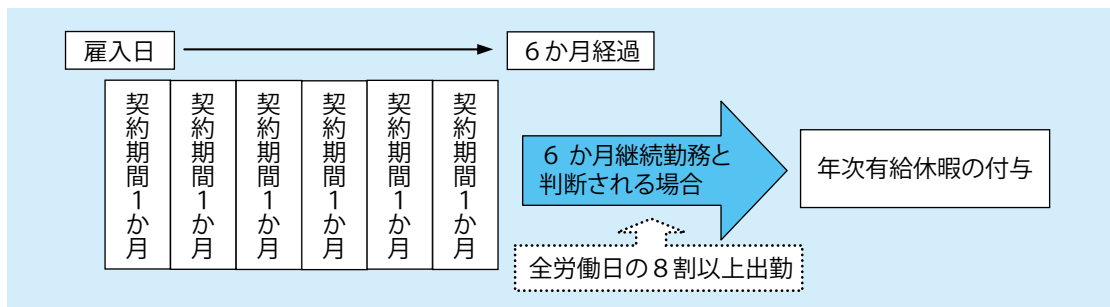 雇入日
６か月経過
契約期間１か月
契約期間１か月
契約期間１か月
契約期間１か月
契約期間１か月
契約期間１か月
６ か月継続勤務と
判断される場合
年次有給休暇の付与
全労働日の８割以上出勤